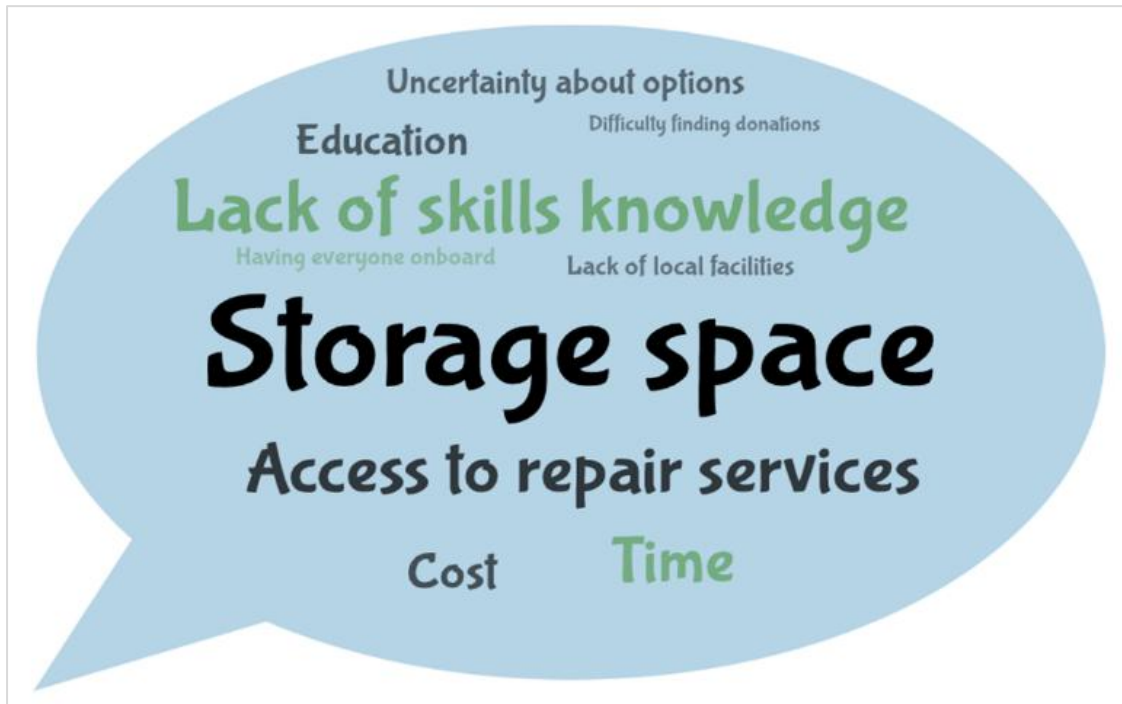 Uncertainty about options
Difficulty finding donations
Education
Lack of skills knowledge
Having everyone onboard
Lack of local facilities
Storage space
Access to repair services
Cost
Time